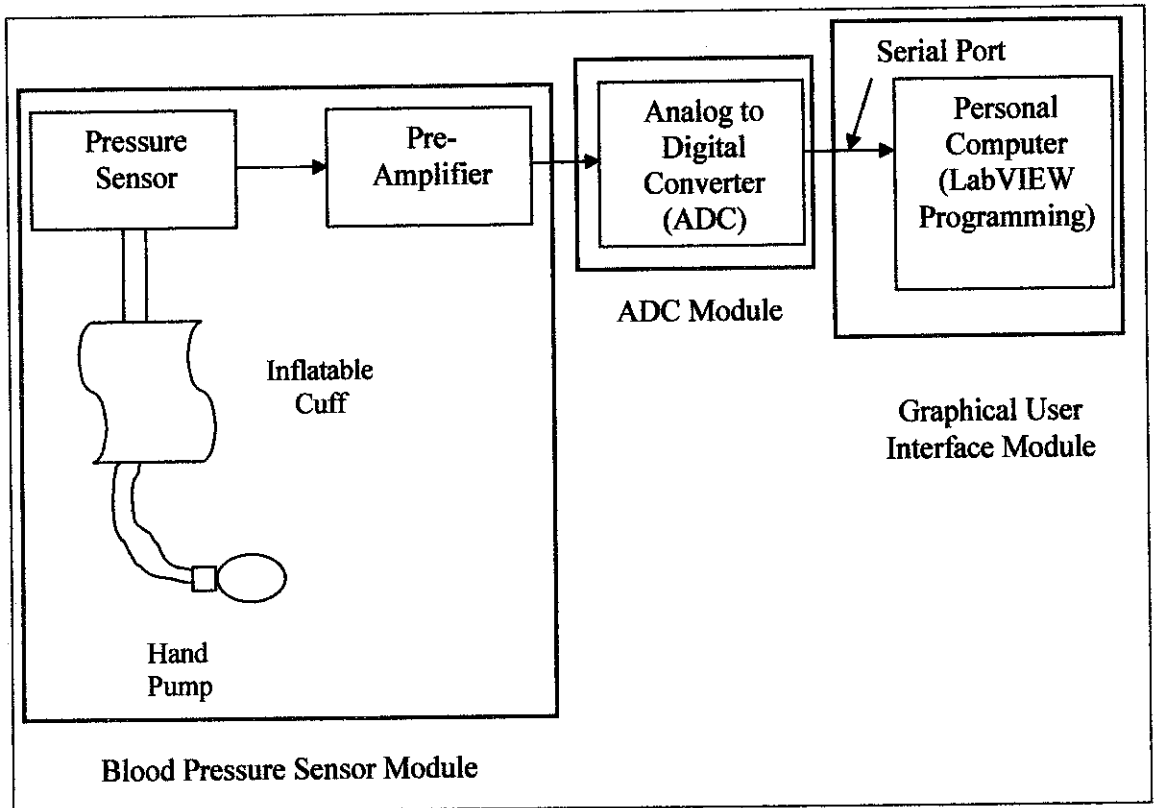 Serial Port
Pressure
Sensor
Pre-
Amplifier
Analog to
Digital
Converter
(ADC)
Personal
Computer
(LabVIEW
Programming)
ADC Module
Inflatable
Cuff
Graphical User
Interface Module
Hand
Pump
Blood Pressure Sensor Module